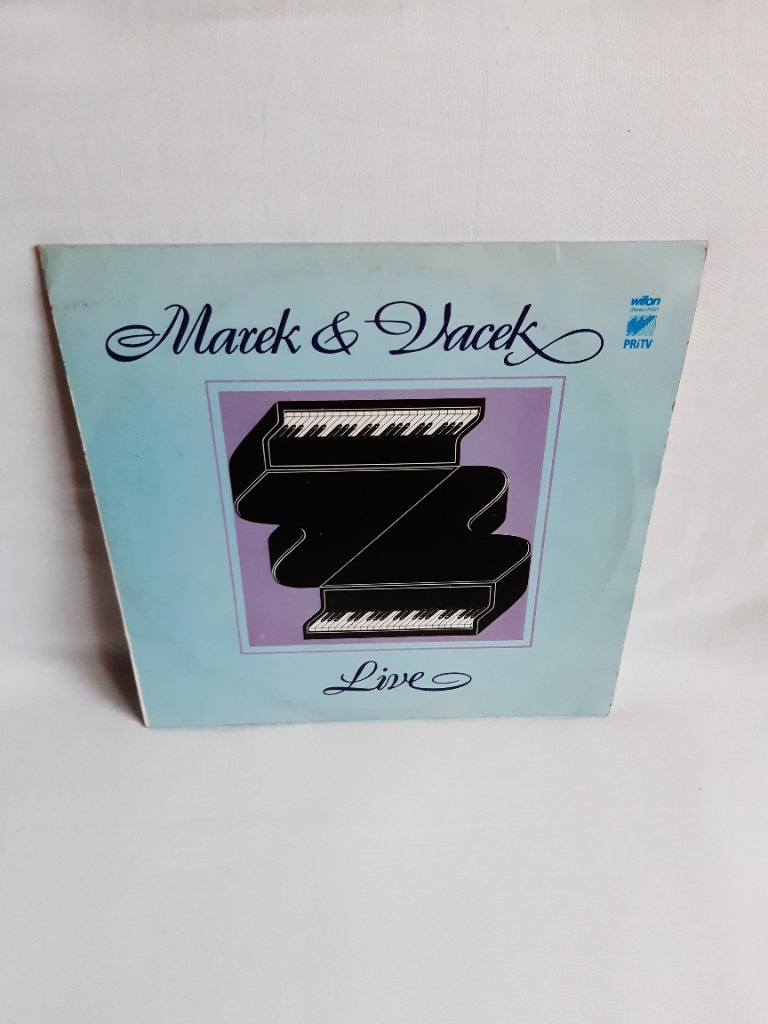 Marek & Vacek
wifon
PRiTV
Live